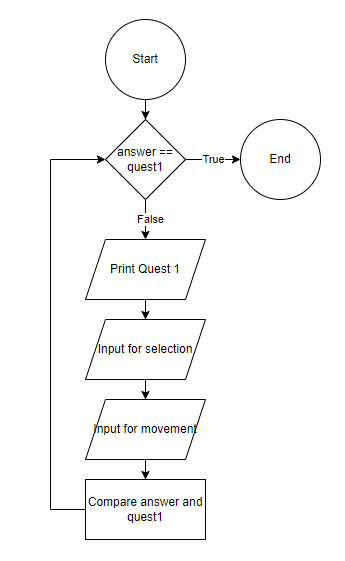 Start
answer ==
quest1
True
End
False
Print Quest 1
Input for selection
Input for movement
Compare answer and
quest1